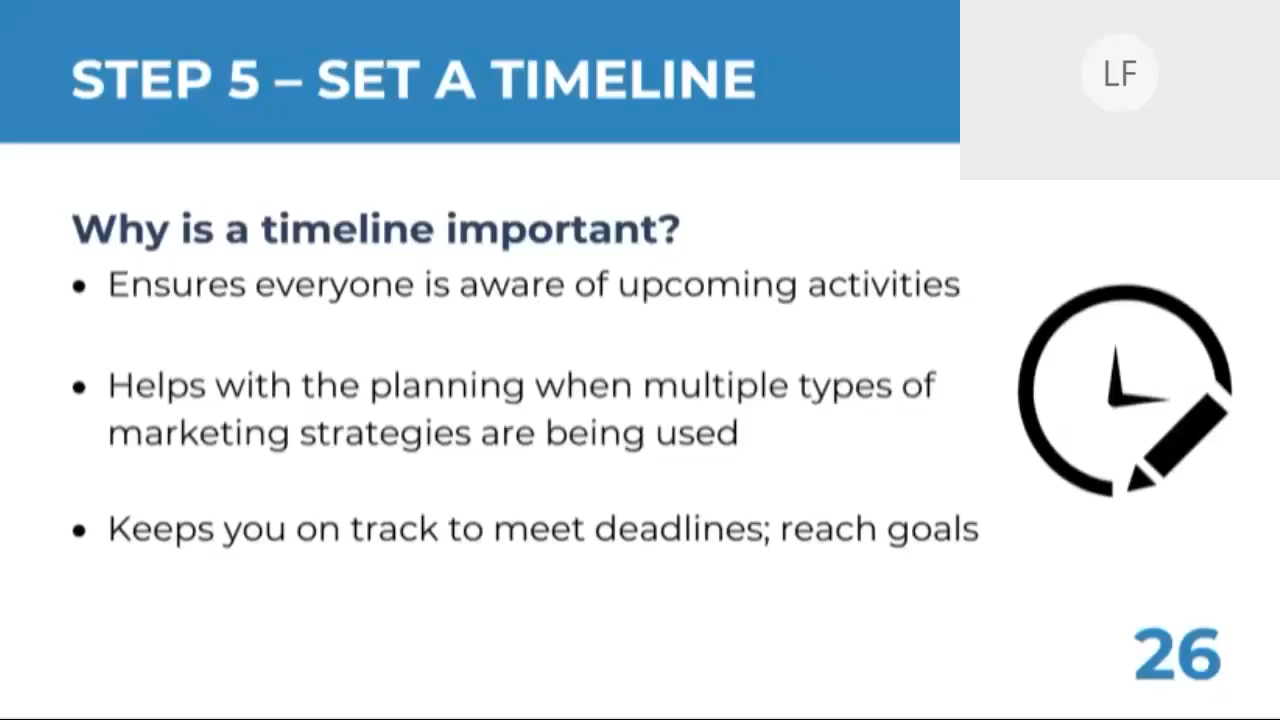 STEP 5 – SET A TIMELINE
LF
Why is a timeline important?
• Ensures everyone is aware of upcoming activities
• Helps with the planning when multiple types of
marketing strategies are being used
• Keeps you on track to meet deadlines; reach goals
26